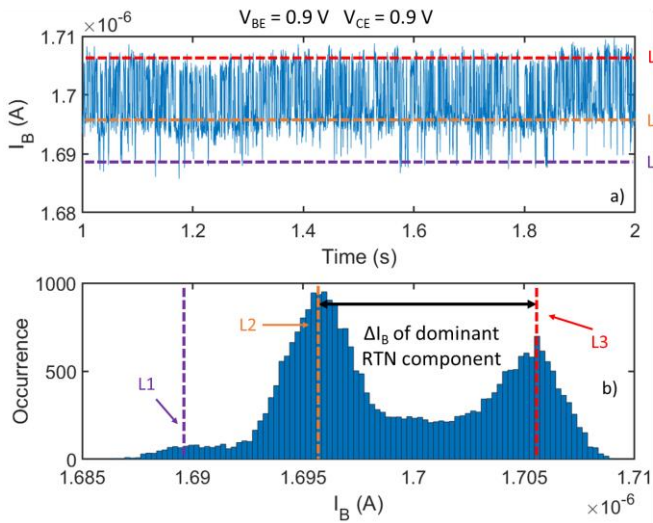 V_BE = 0.9 V V_CE = 0.9 V
×10⁻⁶
1.71
1.7
1.69
1.68
I_B (A)
L
L
L
a)
1 1.2 1.4 1.6 1.8 2
Time (s)
1000
500
0
Occurrence
L1
L2
L3
ΔI_B of dominant
RTN component
b)
1.685 1.69 1.695 1.7 1.705 1.71
I_B (A)
×10⁻⁶